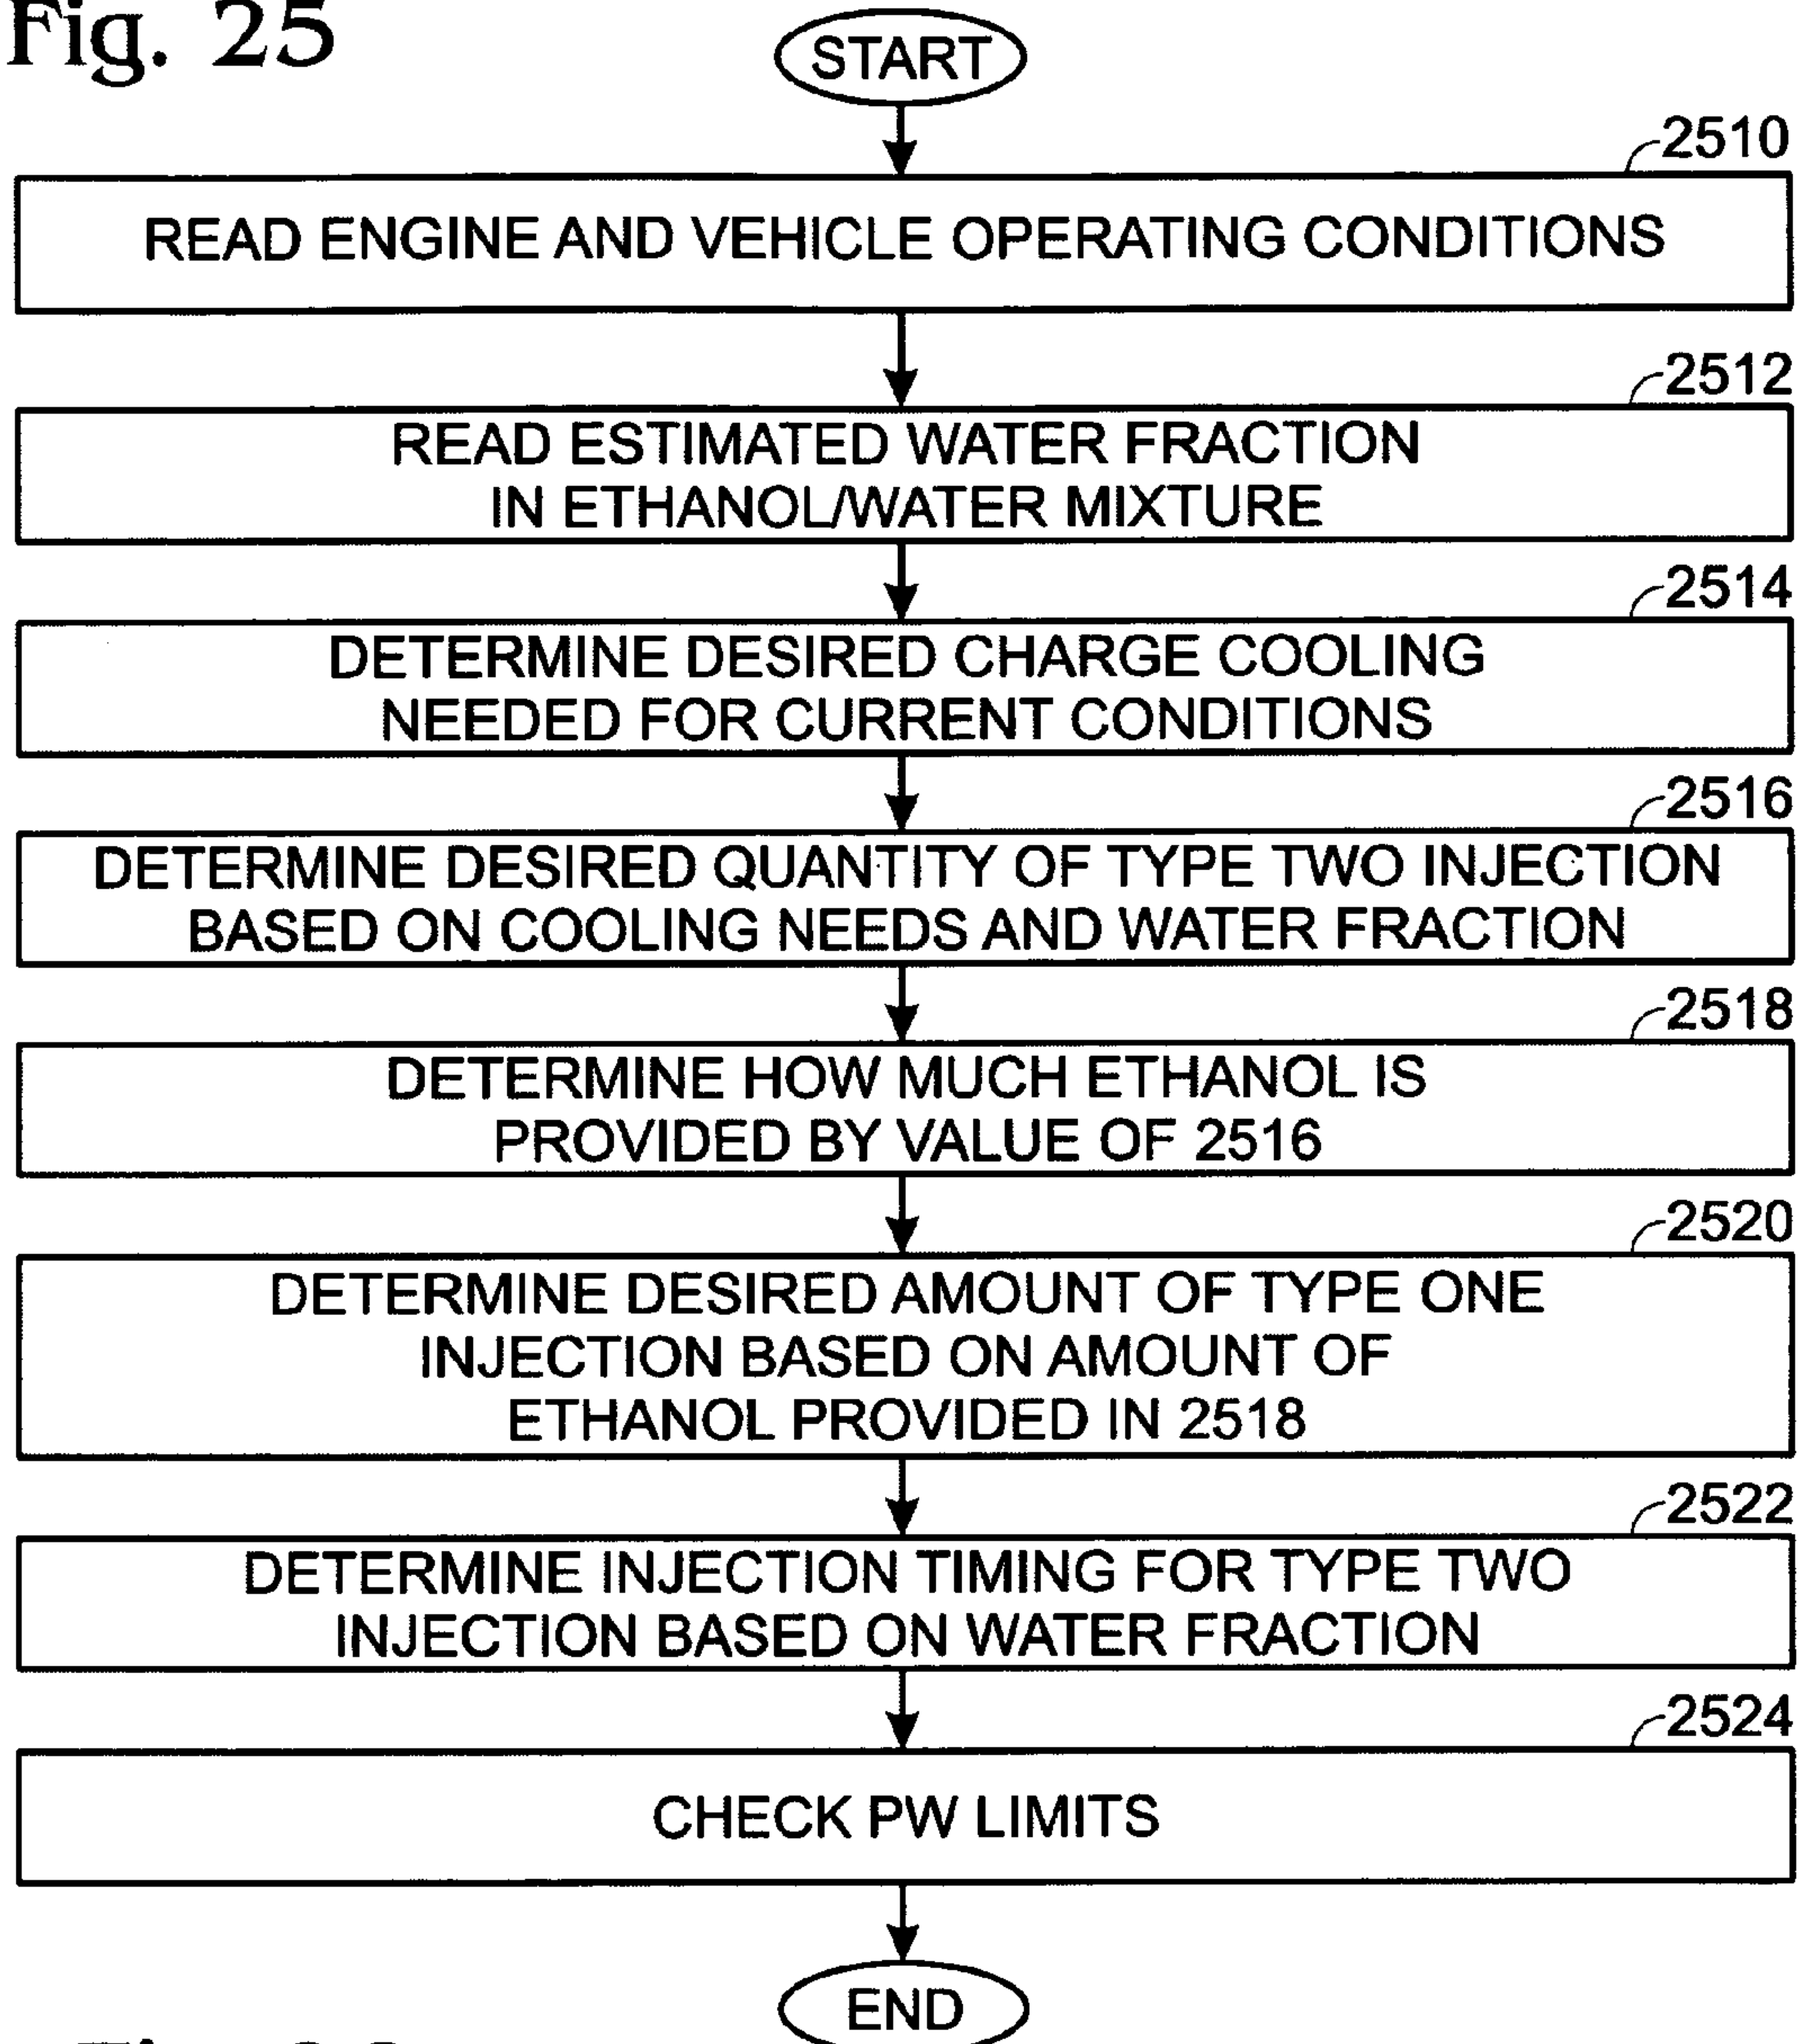 Fig. 25
START
2510
READ ENGINE AND VEHICLE OPERATING CONDITIONS
2512
READ ESTIMATED WATER FRACTION
IN ETHANOL/WATER MIXTURE
2514
DETERMINE DESIRED CHARGE COOLING
NEEDED FOR CURRENT CONDITIONS
2516
DETERMINE DESIRED QUANTITY OF TYPE TWO INJECTION
BASED ON COOLING NEEDS AND WATER FRACTION
2518
DETERMINE HOW MUCH ETHANOL IS
PROVIDED BY VALUE OF 2516
2520
DETERMINE DESIRED AMOUNT OF TYPE ONE
INJECTION BASED ON AMOUNT OF
ETHANOL PROVIDED IN 2518
2522
DETERMINE INJECTION TIMING FOR TYPE TWO
INJECTION BASED ON WATER FRACTION
2524
CHECK PW LIMITS
END